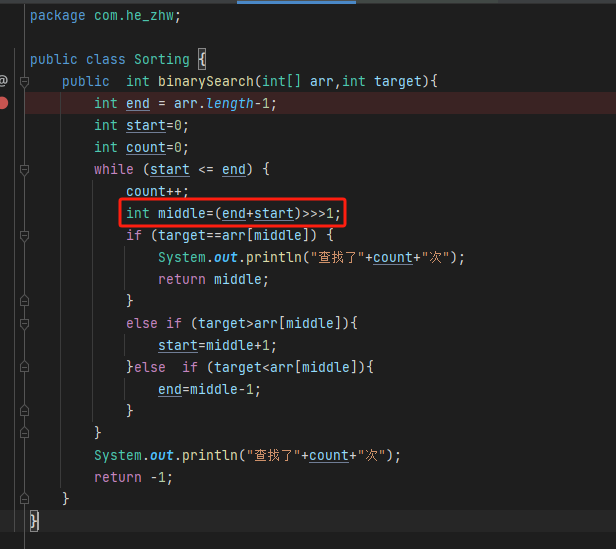 package com.he_zhw;
public class Sorting {
@
public  int binarySearch(int[] arr,int target){
int end = arr.length-1;
int start=0;
int count=0;
while (start <= end) {
count++;
int middle=(end+start)>>>1;
if (target==arr[middle]) {
System.out.println("查找了"+count+"次");
return middle;
}
else if (target>arr[middle]){
start=middle+1;
}else  if (target<arr[middle]){
end=middle-1;
}
}
System.out.println("查找了"+count+"次");
return -1;
}
}